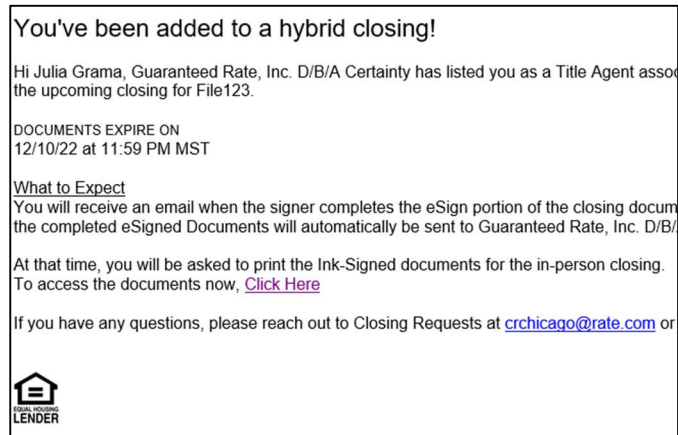 You've been added to a hybrid closing!
Hi Julia Grama, Guaranteed Rate, Inc. D/B/A Certainty has listed you as a Title Agent
the upcoming closing for File123.
DOCUMENTS EXPIRE ON
12/10/22 at 11:59 PM MST
What to Expect
You will receive an email when the signer completes the eSign portion of the closing
the completed eSigned Documents will automatically be sent to Guaranteed Rate, Inc. D/B/
At that time, you will be asked to print the Ink-Signed documents for the in-person closing.
To access the documents now, Click Here
If you have any questions, please reach out to Closing Requests at crchicago@rate.com or
EQUAL HOUSING
LENDER